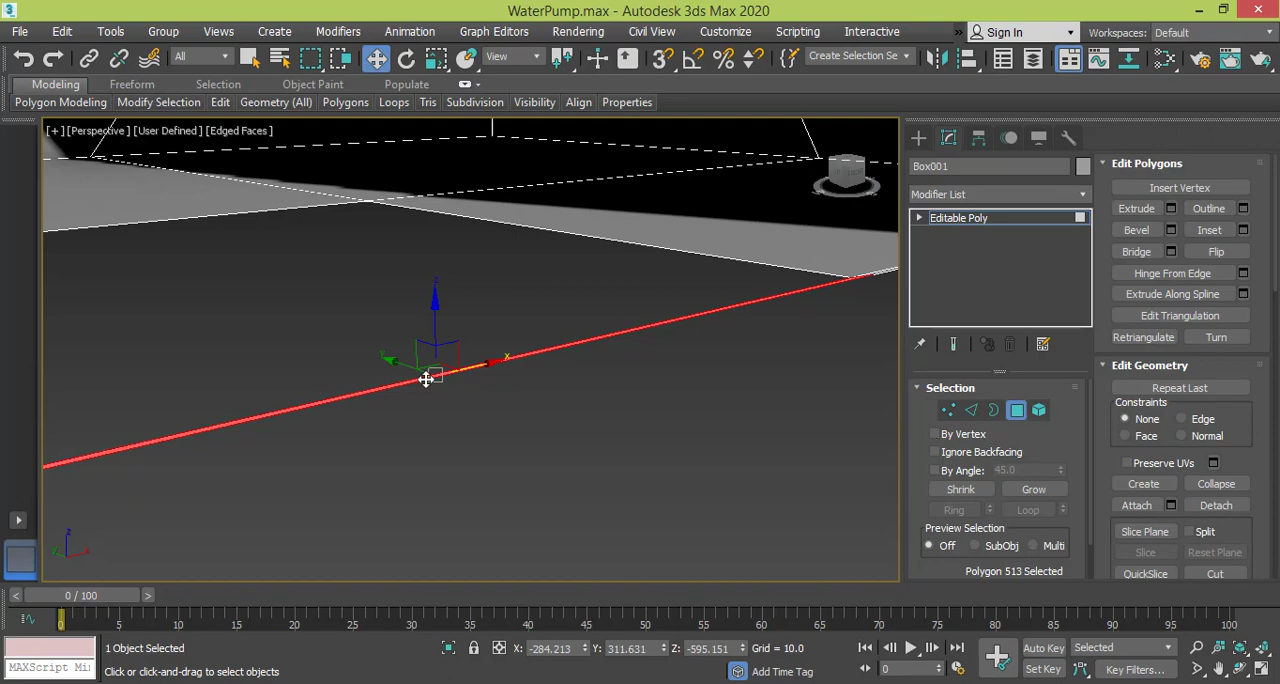 WaterPump.max - Autodesk 3ds Max 2020
File Edit Tools Group Views Create Modifiers Animation Graph Editors Rendering Civil View Customize Scripting Interactive » Sign In Workspaces: Default
All View Create Selection Se
Modeling Freeform Selection Object Paint Populate
Polygon Modeling Modify Selection Edit Geometry (All) Polygons Loops Tris Subdivision Visibility Align Properties
[+] [Perspective] [User Defined] [Edged Faces]
z
y
x
z
y
x
Box001
Modifier List
Editable Poly
Selection
By Vertex
Ignore Backfacing
By Angle: 45.0
Shrink Grow
Ring Loop
Preview Selection
Off SubObj Multi
Polygon 513 Selected
Edit Polygons
Insert Vertex
Extrude Outline
Bevel Inset
Bridge Flip
Hinge From Edge
Extrude Along Spline
Edit Triangulation
Retriangulate Turn
Edit Geometry
Repeat Last
Constraints
None Edge
Face Normal
Preserve UVs
Create Collapse
Attach Detach
Slice Plane Split
Slice Reset Plane
QuickSlice Cut
< 0 / 100 >
0 5 10 15 20 25 30 35 40 45 50 55 60 65 70 75 80 85 90 95 100
1 Object Selected X: -284.213 Y: 311.631 Z: -595.151 Grid = 10.0 Auto Key Selected
MAXScript Mi Click or click-and-drag to select objects Add Time Tag 0 Set Key Key Filters...